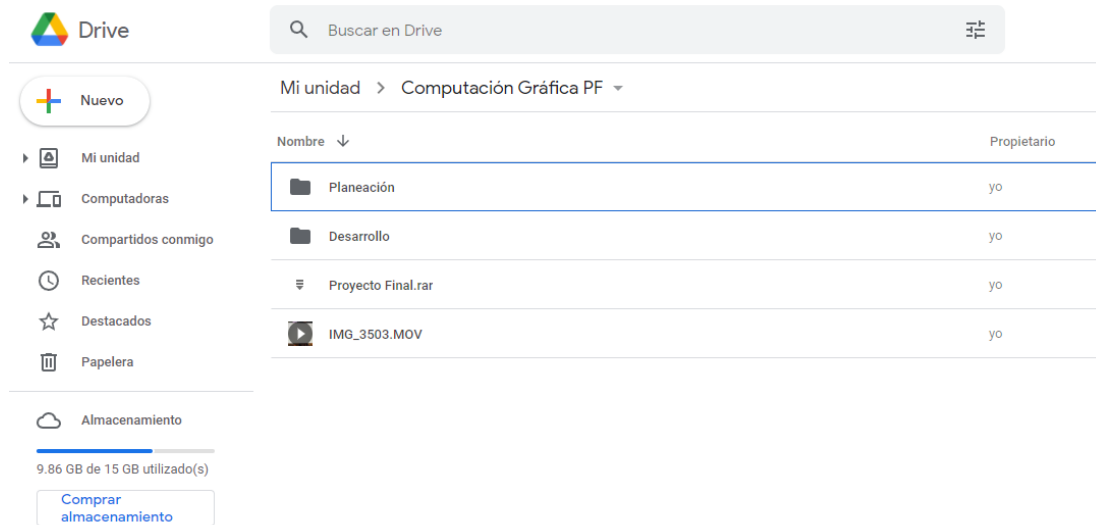 Drive
Buscar en Drive
Nuevo
Mi unidad
Computadoras
Compartidos conmigo
Recientes
Destacados
Papelera
Almacenamiento
9.86 GB de 15 GB utilizado(s)
Comprar
almacenamiento
Mi unidad > Computación Gráfica PF
Nombre Propietario
Planeación yo
Desarrollo yo
Proyecto Final.rar yo
IMG_3503.MOV yo